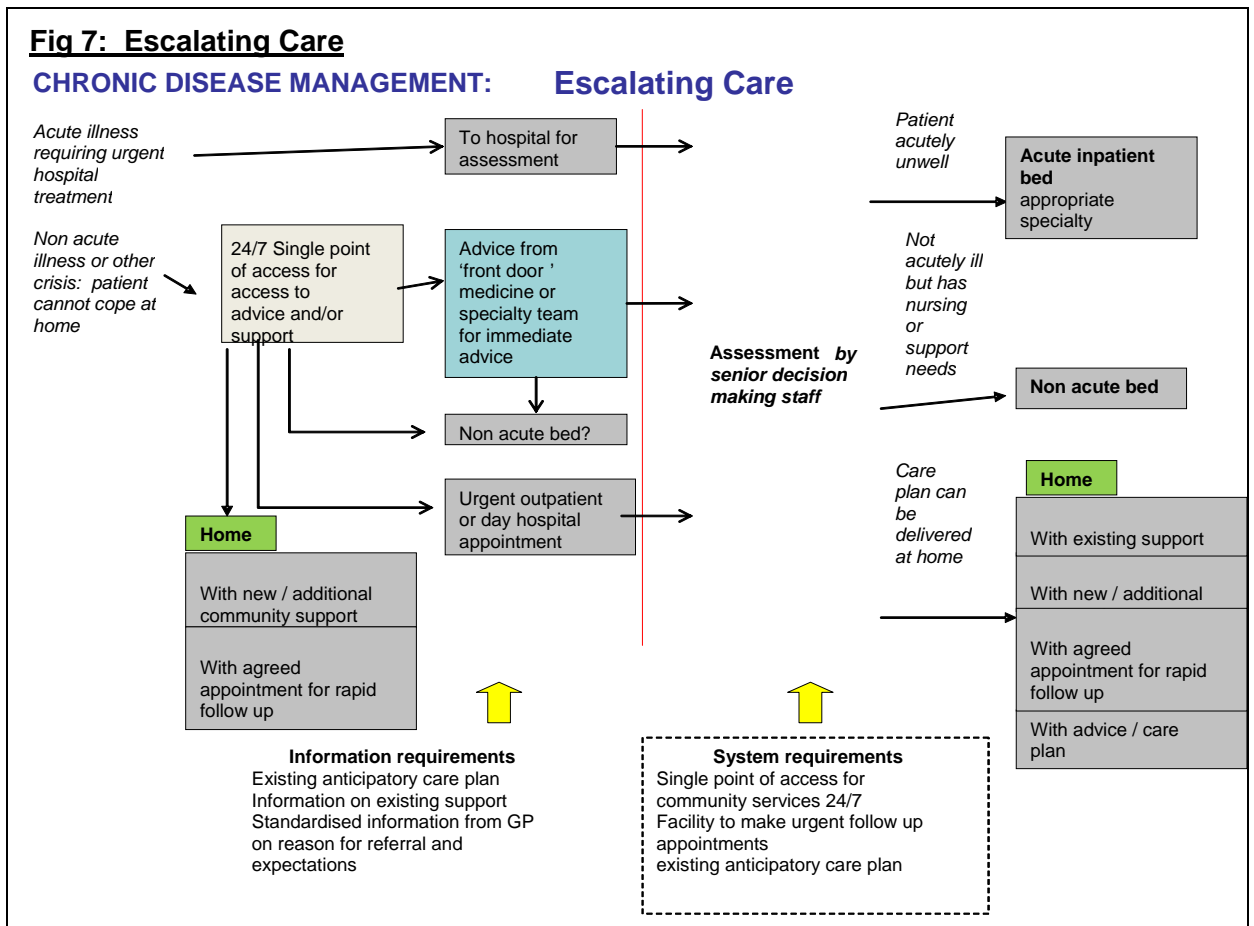 Fig 7: Escalating Care
CHRONIC DISEASE MANAGEMENT: Escalating Care
Acute illness
requiring urgent
hospital
treatment
To hospital for
assessment
Patient
acutely
unwell
Acute inpatient
bed
appropriate
specialty
Non acute
illness or other
crisis: patient
cannot cope at
home
24/7 Single point
of access for
access to
advice and/or
support
Advice from
‘front door ’
medicine or
specialty team
for immediate
advice
Not
acutely ill
but has
nursing
or
support
needs
Assessment by
senior decision
making staff
Non acute bed
Non acute bed?
Urgent outpatient
or day hospital
appointment
Care
plan can
be
delivered
at home
Home
With existing support
With new / additional
With agreed
appointment for rapid
follow up
With advice / care
plan
Home
With new / additional
community support
With agreed
appointment for rapid
follow up
Information requirements
Existing anticipatory care plan
Information on existing support
Standardised information from GP
on reason for referral and
expectations
System requirements
Single point of access for
community services 24/7
Facility to make urgent follow up
appointments
existing anticipatory care plan